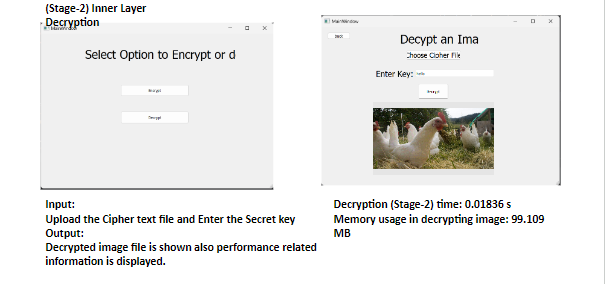 (Stage-2) Inner Layer
Decryption
MainWindow
Select Option to Encrypt or d
Encrypt
Decrypt
Input:
Upload the Cipher text file and Enter the Secret key
Output:
Decrypted image file is shown also performance related
information is displayed.
MainWindow
back
Decypt an Ima
Choose Cipher File
Enter Key: hello
Decrypt
Decryption (Stage-2) time: 0.01836 s
Memory usage in decrypting image: 99.109
MB